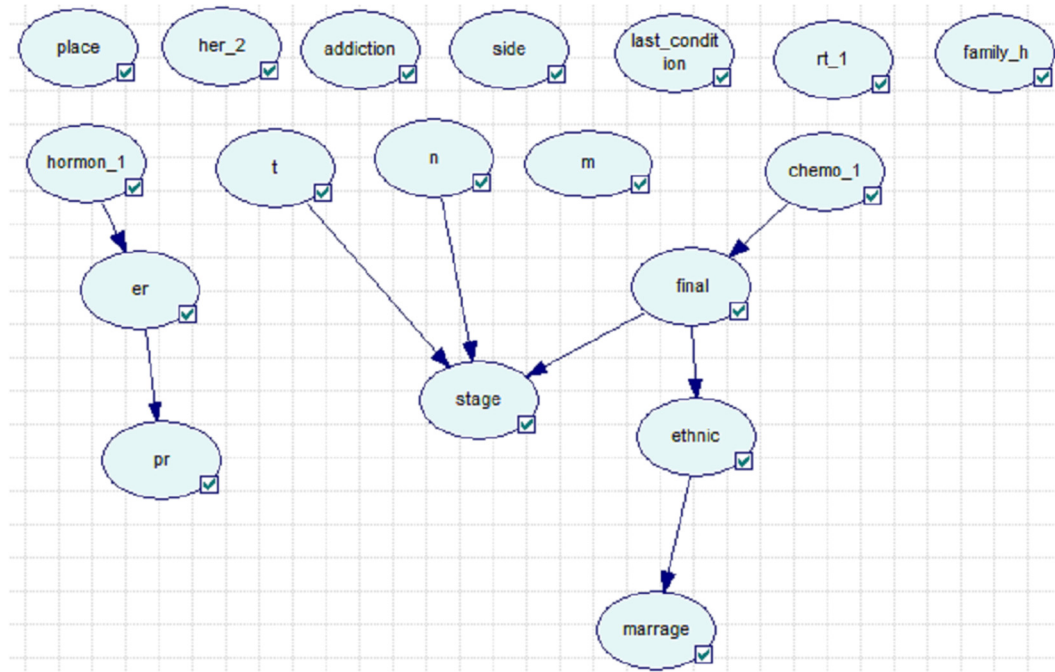 place
her_2
addiction
side
last_condit
ion
rt_1
family_h
hormon_1
t
n
m
chemo_1
er
final
stage
ethnic
pr
marrage